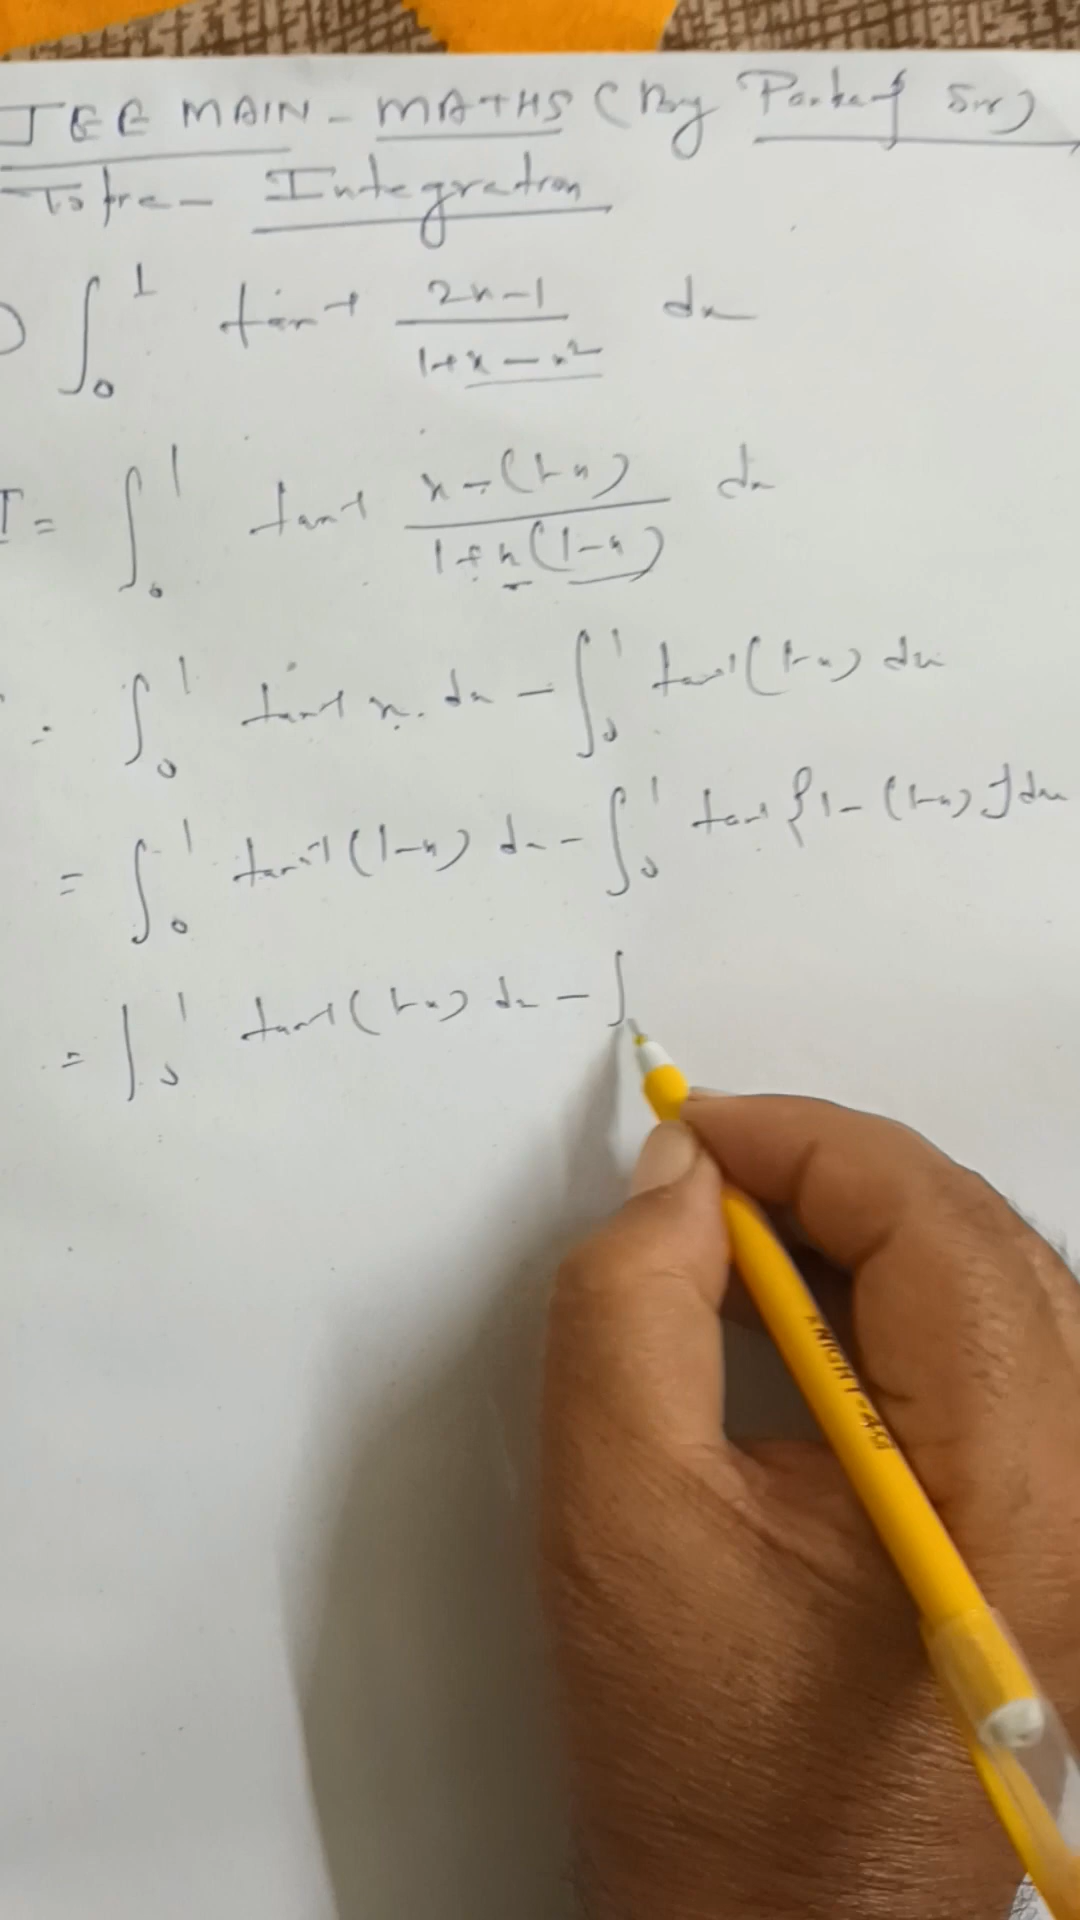 JEE MAIN - MATHS (By Pankaj Sir)
Topic - Integration
) ∫₀¹ tan⁻¹ (2x-1)/(1+x-x²) dx
I = ∫₀¹ tan⁻¹ (x-(1-x))/(1+x(1-x)) dx
= ∫₀¹ tan⁻¹ x. dx - ∫₀¹ tan⁻¹(1-x) dx
= ∫₀¹ tan⁻¹(1-x) dx - ∫₀¹ tan⁻¹{1-(1-x)}dx
= ∫₀¹ tan⁻¹(1-x) dx - ∫
KNIGHT-